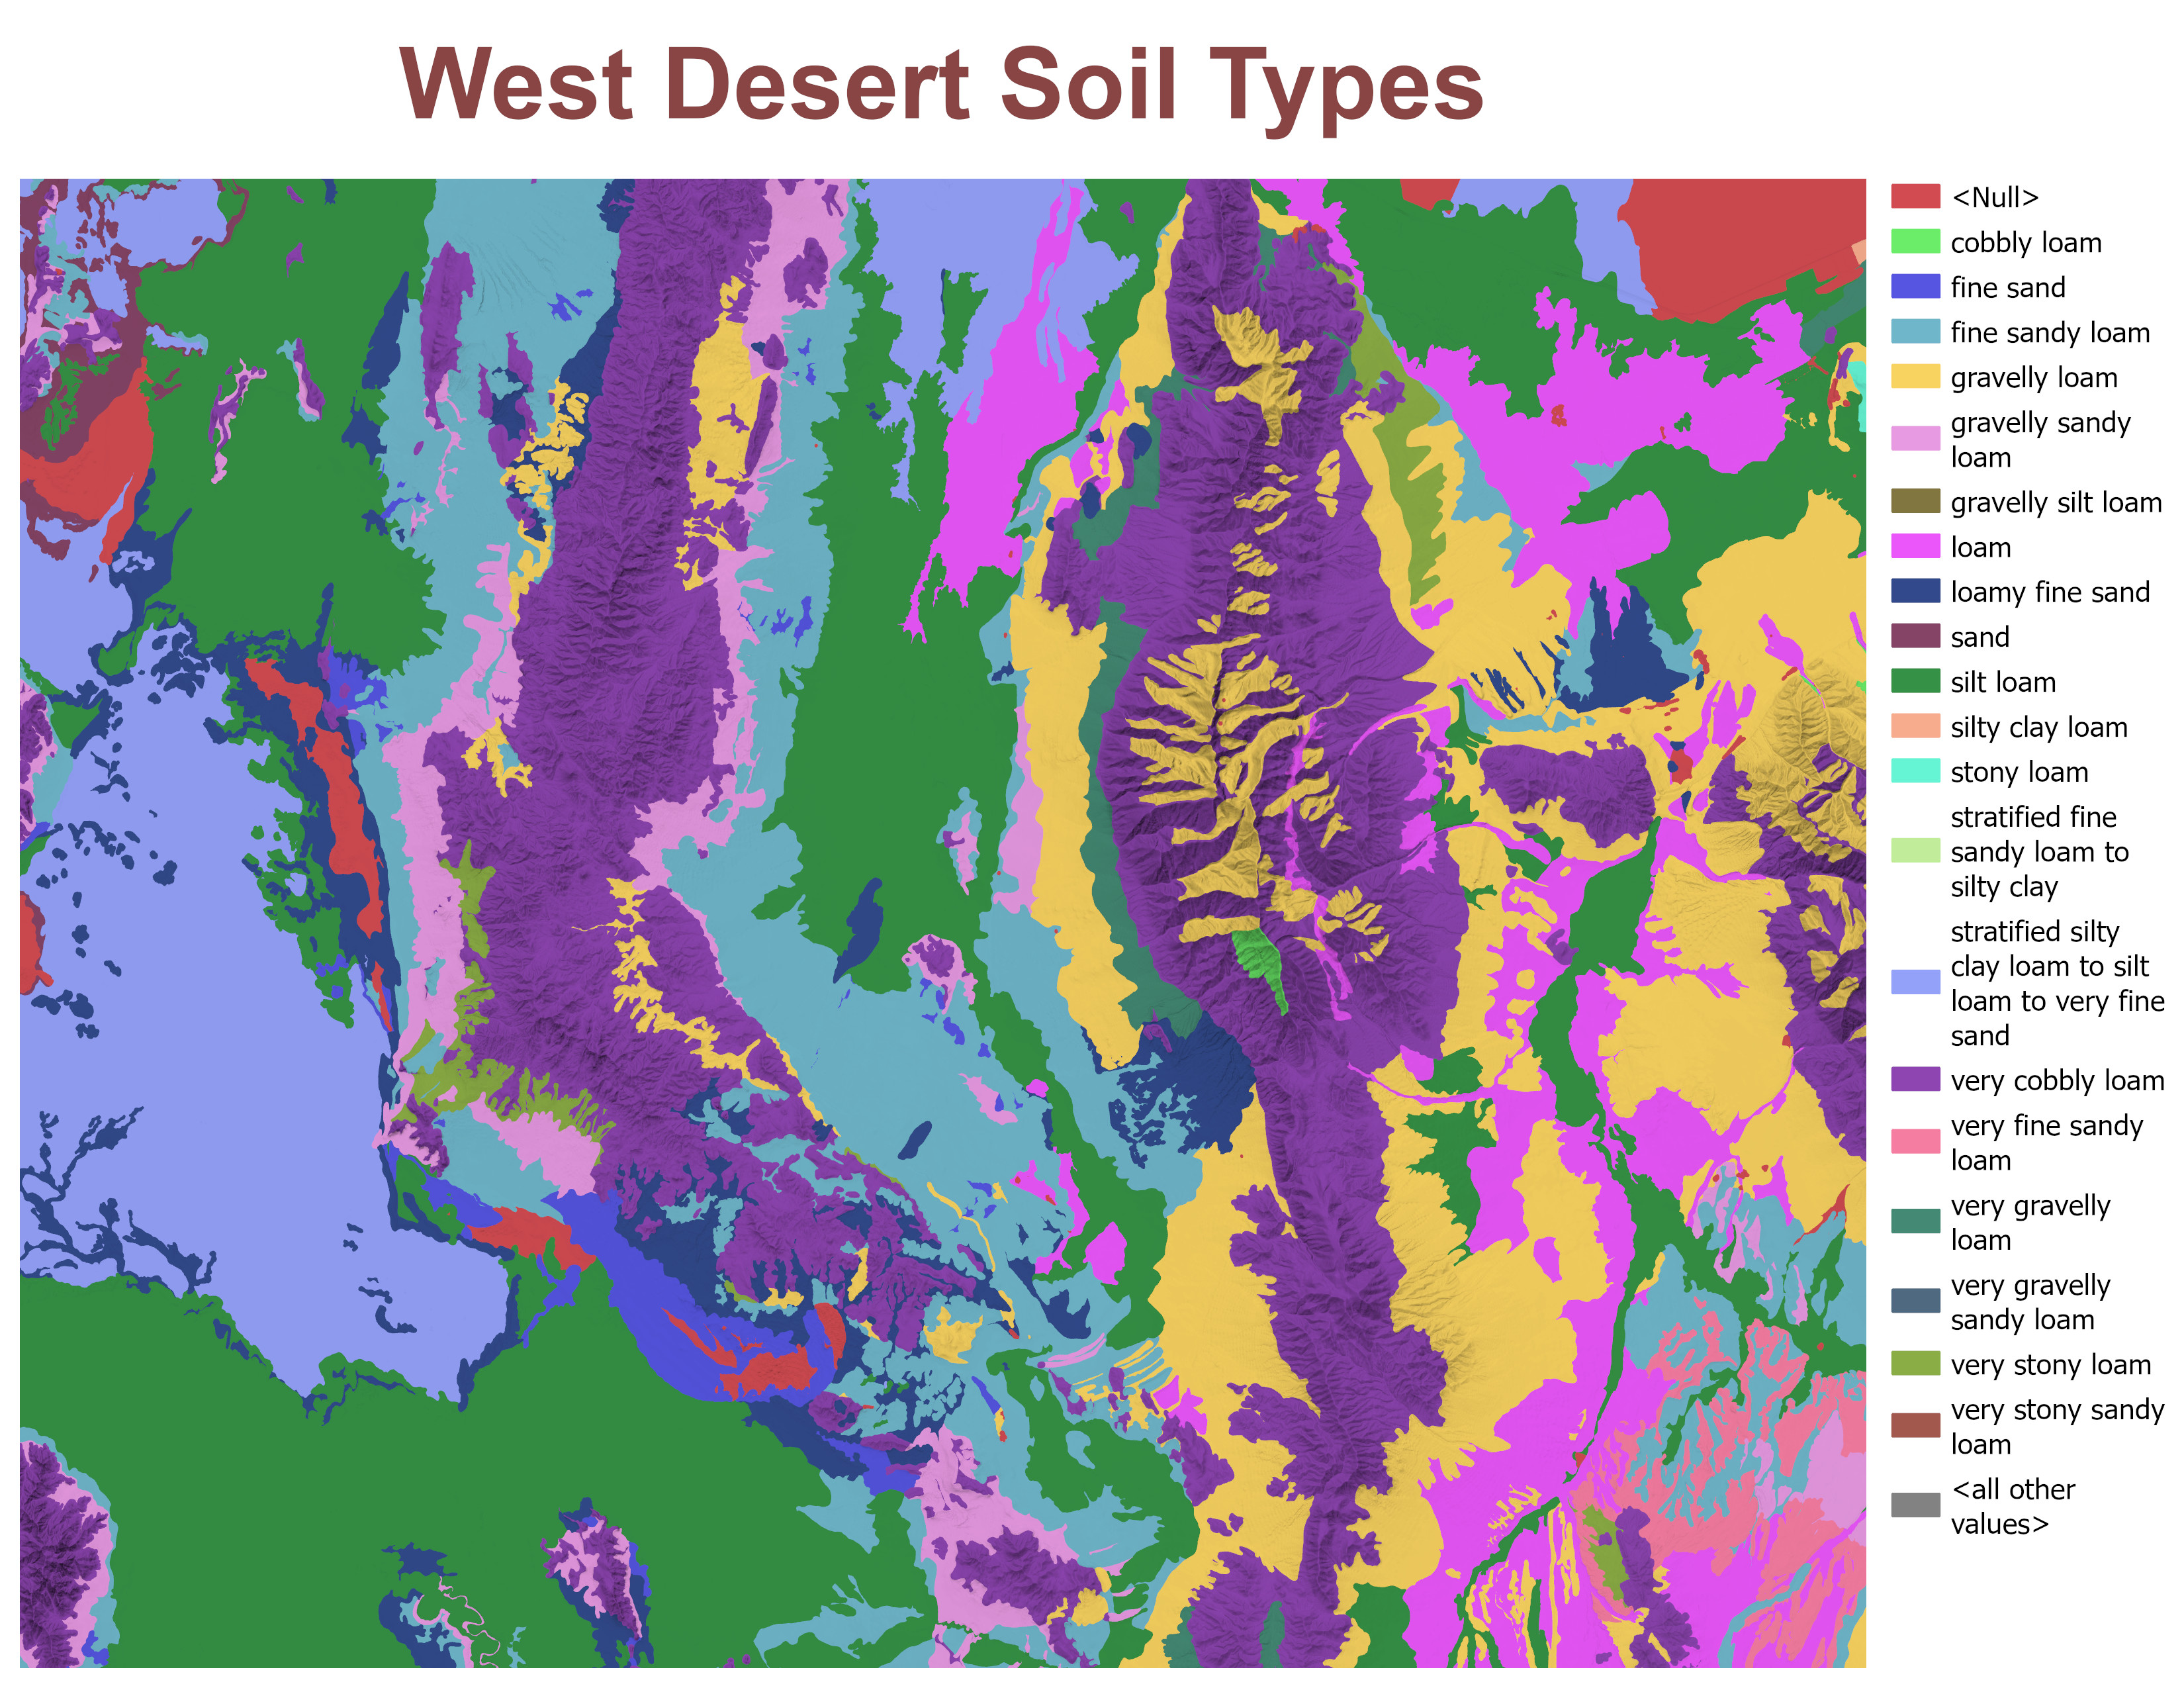 West Desert Soil Types
<Null>
cobbly loam
fine sand
fine sandy loam
gravelly loam
gravelly sandy
loam
gravelly silt loam
loam
loamy fine sand
sand
silt loam
silty clay loam
stony loam
stratified fine
sandy loam to
silty clay
stratified silty
clay loam to silt
loam to very fine
sand
very cobbly loam
very fine sandy
loam
very gravelly
loam
very gravelly
sandy loam
very stony loam
very stony sandy
loam
<all other
values>